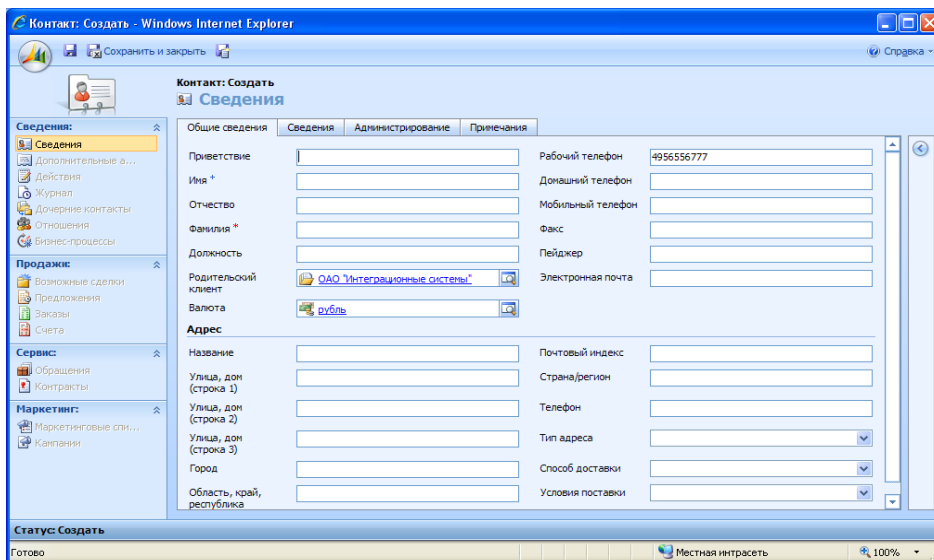 Контакт: Создать - Windows Internet Explorer
Сохранить и закрыть
Справка
Контакт: Создать
Сведения
Сведения:
Сведения
Дополнительные а...
Действия
Журнал
Дочерние контакты
Отношения
Бизнес-процессы
Продажи:
Возможные сделки
Предложения
Заказы
Счета
Сервис:
Обращения
Контракты
Маркетинг:
Маркетинговые спи...
Кампании
Общие сведения Сведения Администрирование Примечания
Приветствие Рабочий телефон 4956556777
Имя + Домашний телефон
Отчество Мобильный телефон
Фамилия * Факс
Должность Пейджер
Родительский клиент ОАО "Интеграционные системы" Электронная почта
Валюта рубль
Адрес
Название Почтовый индекс
Улица, дом (строка 1) Страна/регион
Улица, дом (строка 2) Телефон
Улица, дом (строка 3) Тип адреса
Город Способ доставки
Область, край, республика Условия поставки
Статус: Создать
Готово Местная интрасеть 100%